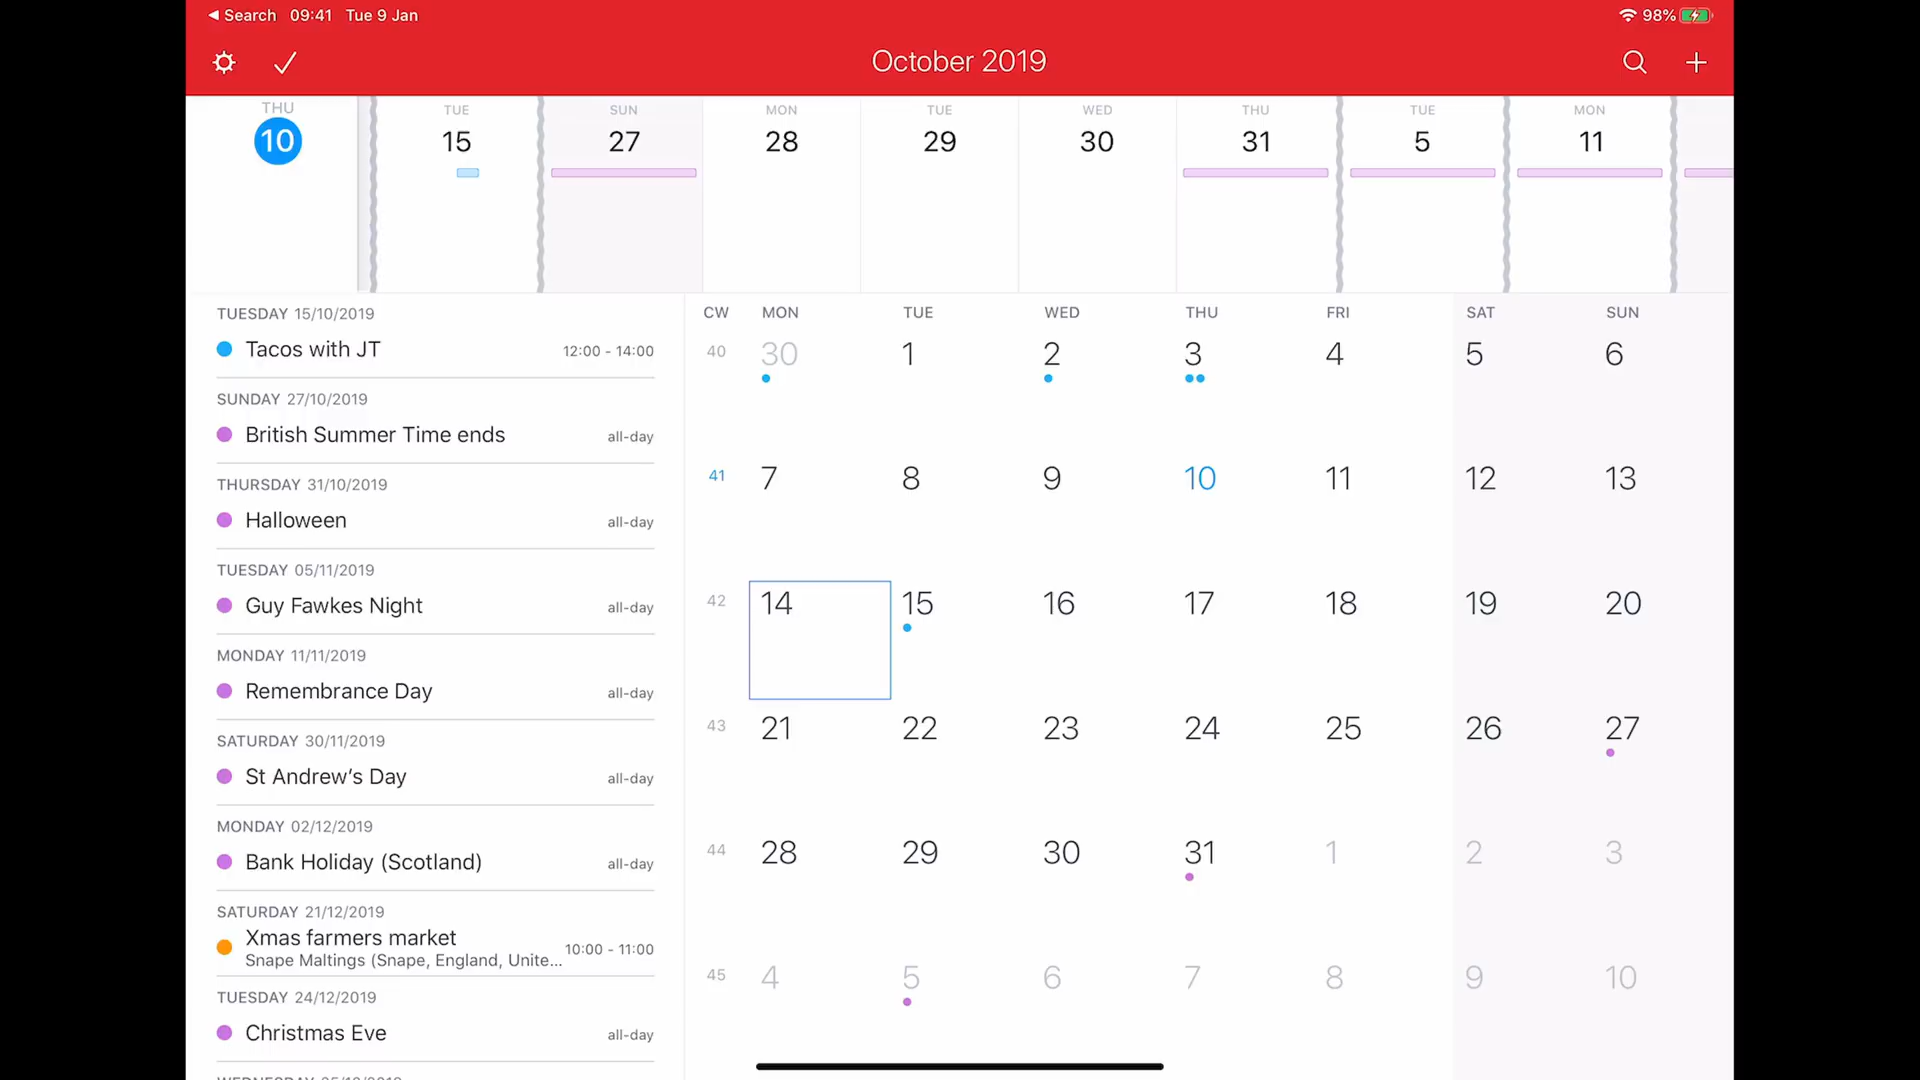 ◀ Search 09:41 Tue 9 Jan 98%
October 2019
THU TUE SUN MON TUE WED THU TUE MON
10 15 27 28 29 30 31 5 11
TUESDAY 15/10/2019
Tacos with JT 12:00 - 14:00
SUNDAY 27/10/2019
British Summer Time ends all-day
THURSDAY 31/10/2019
Halloween all-day
TUESDAY 05/11/2019
Guy Fawkes Night all-day
MONDAY 11/11/2019
Remembrance Day all-day
SATURDAY 30/11/2019
St Andrew’s Day all-day
MONDAY 02/12/2019
Bank Holiday (Scotland) all-day
SATURDAY 21/12/2019
Xmas farmers market 10:00 - 11:00
Snape Maltings (Snape, England, Unite...
TUESDAY 24/12/2019
Christmas Eve all-day
CW MON TUE WED THU FRI SAT SUN
40 30 1 2 3 4 5 6
41 7 8 9 10 11 12 13
42 14 15 16 17 18 19 20
43 21 22 23 24 25 26 27
44 28 29 30 31 1 2 3
45 4 5 6 7 8 9 10